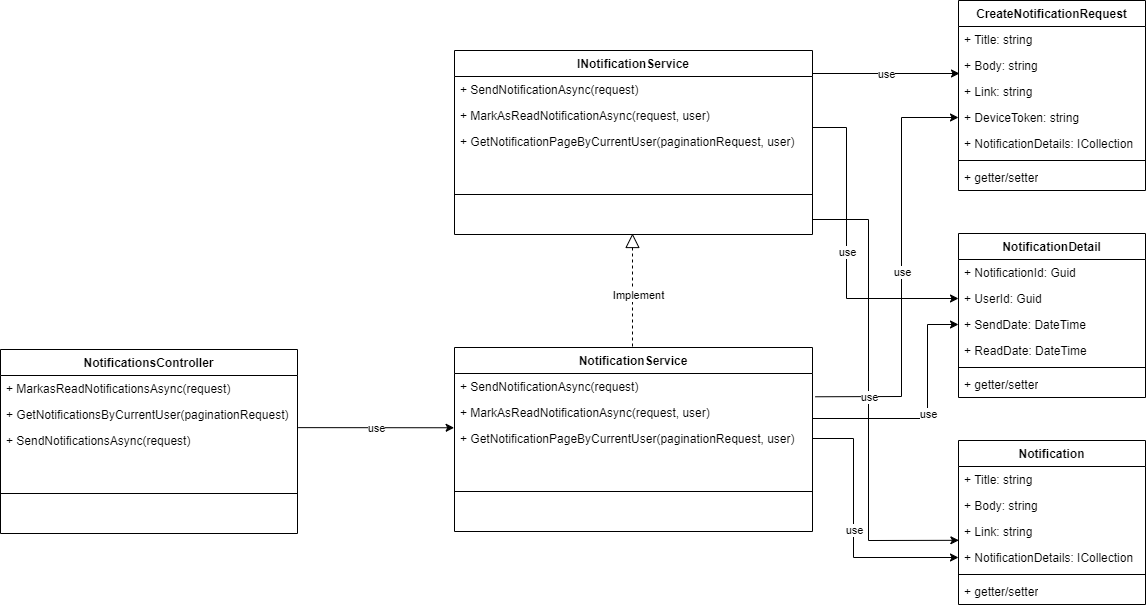 CreateNotificationRequest
+ Title: string
+ Body: string
+ Link: string
+ DeviceToken: string
+ NotificationDetails: ICollection
+ getter/setter
INotificationService
+ SendNotificationAsync(request)
+ MarkAsReadNotificationAsync(request, user)
+ GetNotificationPageByCurrentUser(paginationRequest, user)
use
use
use
use
Implement
NotificationDetail
+ NotificationId: Guid
+ UserId: Guid
+ SendDate: DateTime
+ ReadDate: DateTime
+ getter/setter
NotificationsController
+ MarkasReadNotificationsAsync(request)
+ GetNotificationsByCurrentUser(paginationRequest)
+ SendNotificationsAsync(request)
use
NotificationService
+ SendNotificationAsync(request)
+ MarkAsReadNotificationAsync(request, user)
+ GetNotificationPageByCurrentUser(paginationRequest, user)
use
use
Notification
+ Title: string
+ Body: string
+ Link: string
+ NotificationDetails: ICollection
+ getter/setter